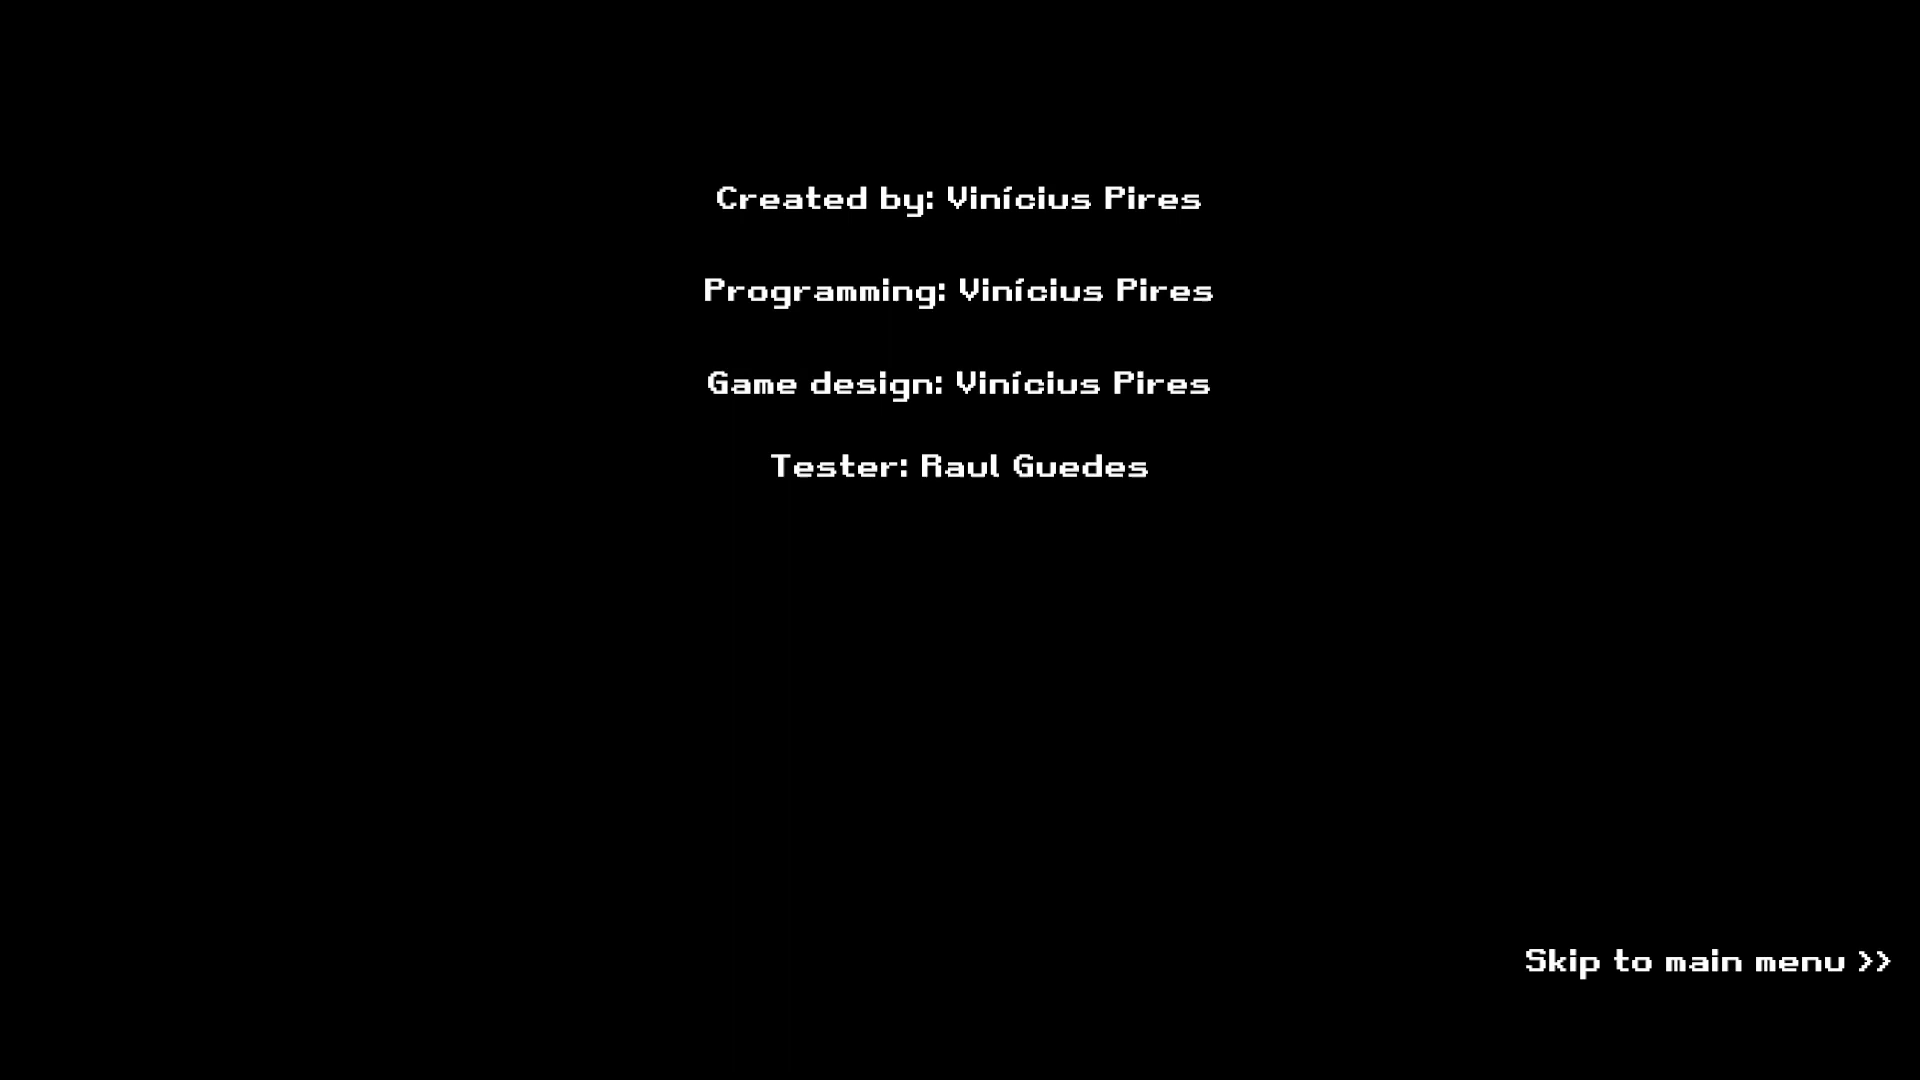 Created by: Vinícius Pires
Programming: Vinícius Pires
Game design: Vinícius Pires
Tester: Raul Guedes
Skip to main menu >>